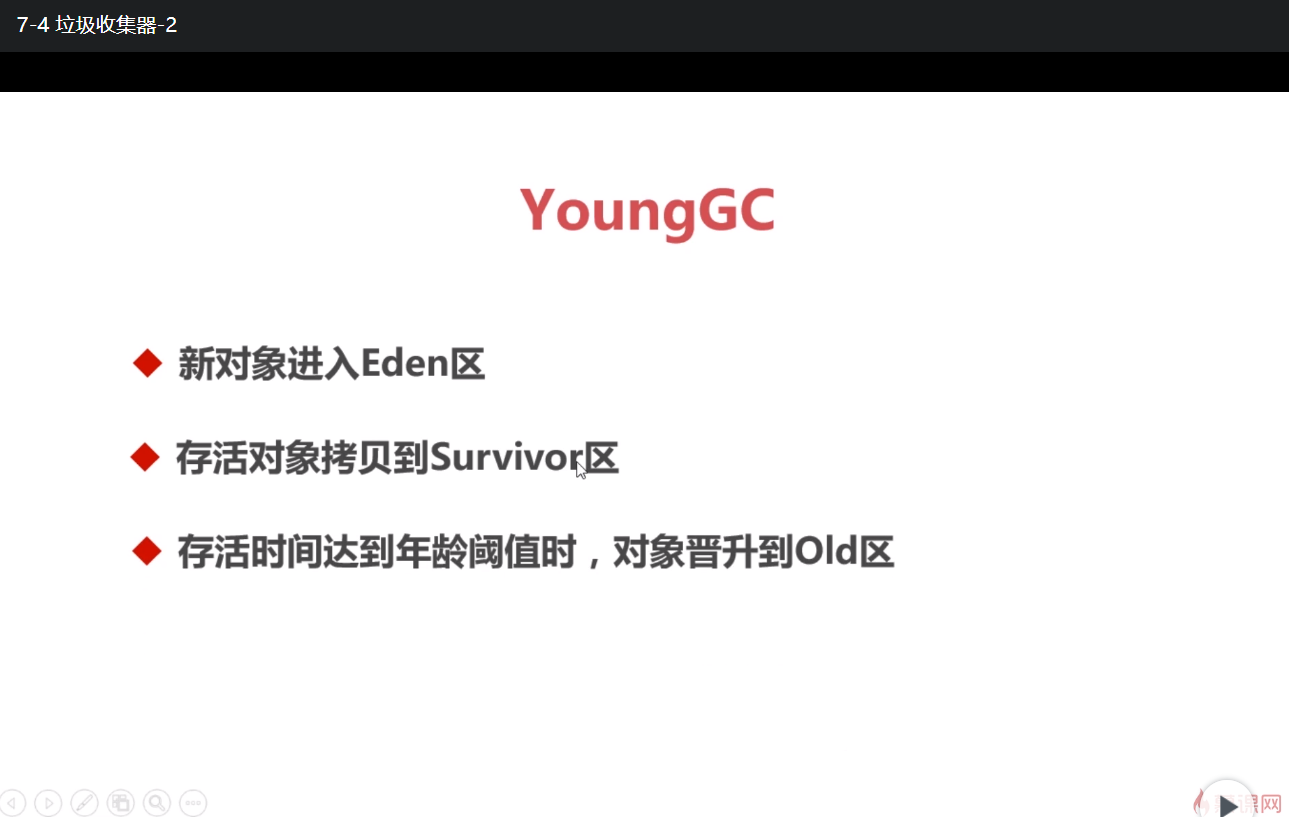 7-4 垃圾收集器-2
YoungGC
新对象进入Eden区
存活对象拷贝到Survivor区
存活时间达到年龄阈值时，对象晋升到Old区
课网